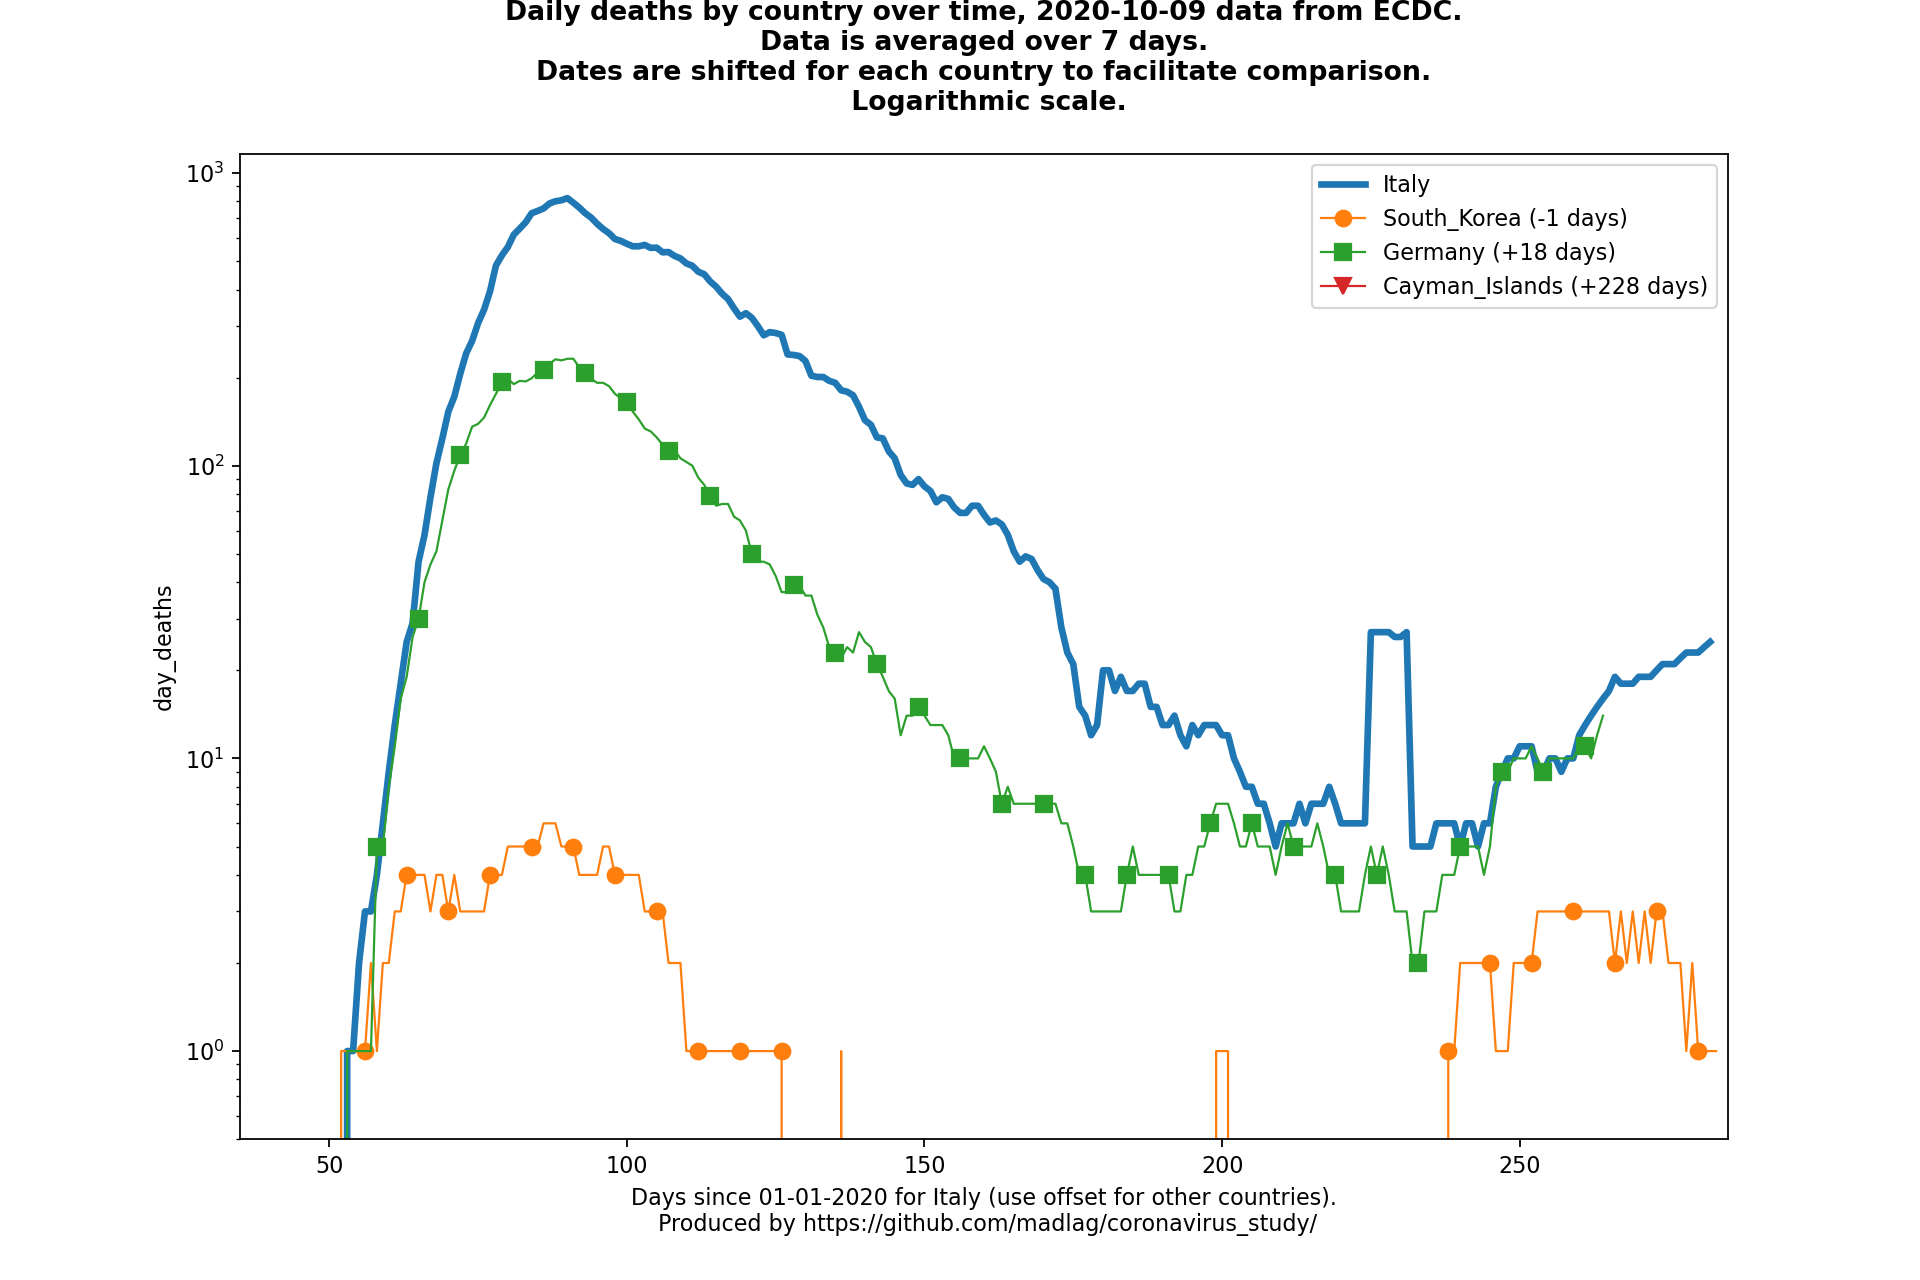 Daily deaths by country over time, 2020-10-09 data from ECDC.
Data is averaged over 7 days.
Dates are shifted for each country to facilitate comparison.
Logarithmic scale.
10³
Italy
South_Korea (-1 days)
Germany (+18 days)
Cayman_Islands (+228 days)
10²
day_deaths
10¹
10⁰
50 100 150 200 250
Days since 01-01-2020 for Italy (use offset for other countries).
Produced by https://github.com/madlag/coronavirus_study/